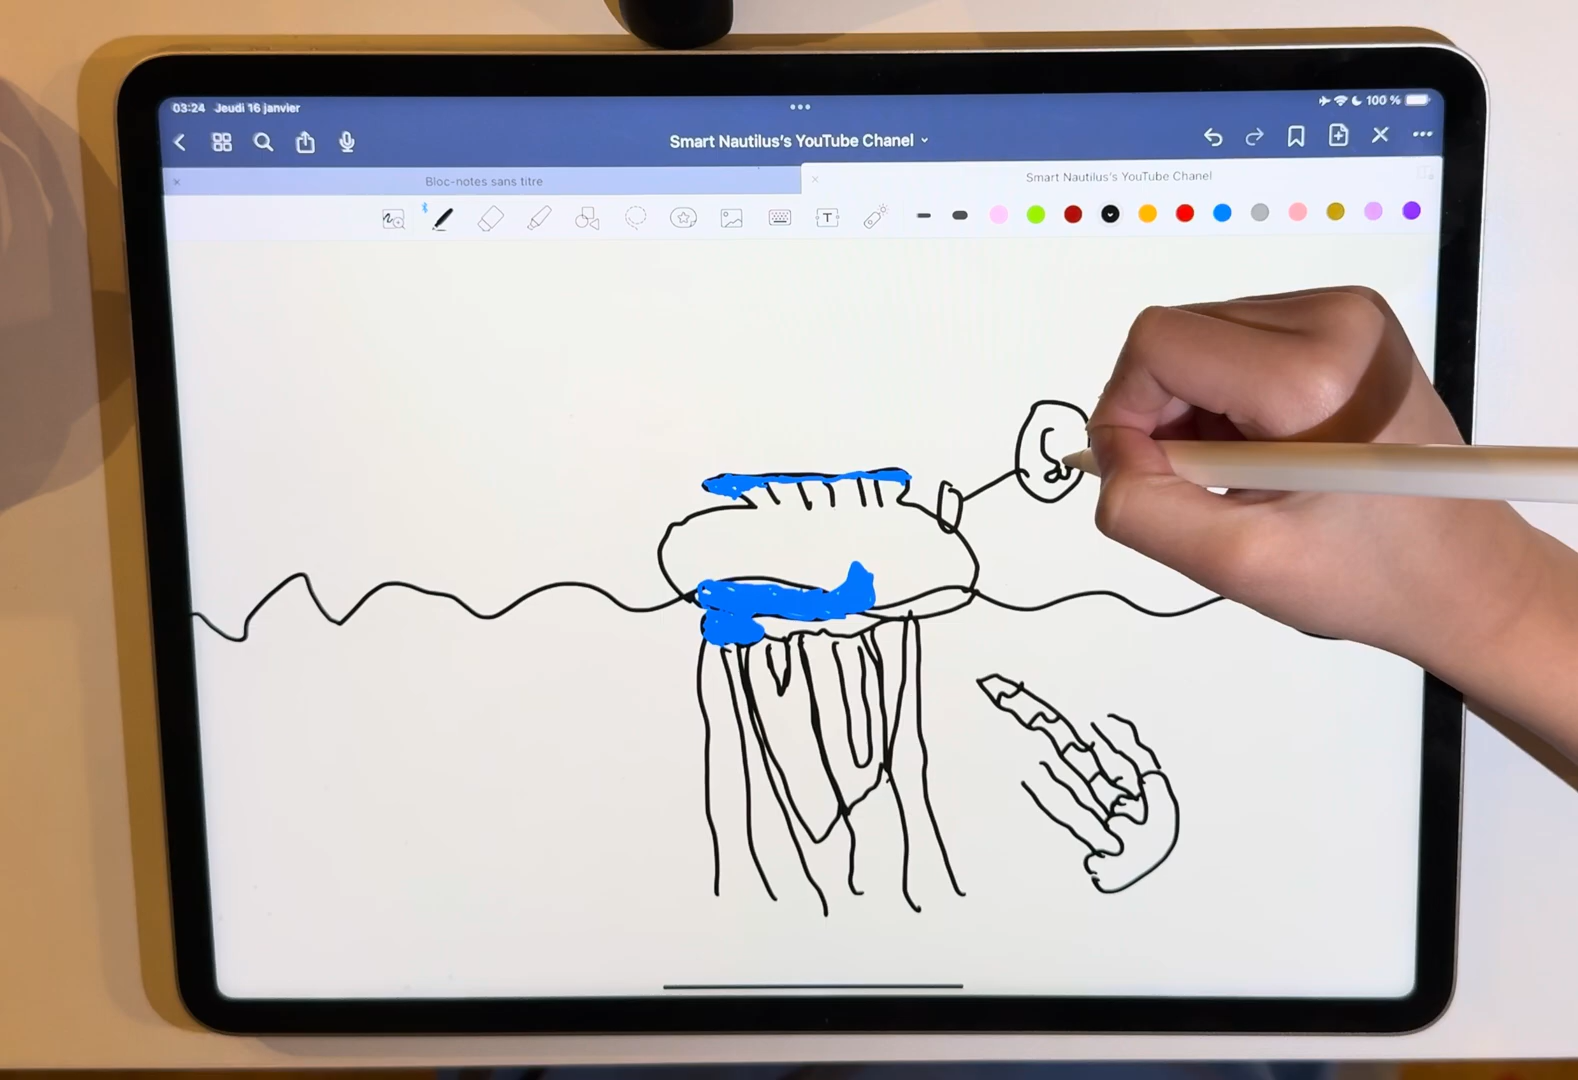 03:24 Jeudi 16 janvier
100 %
Smart Nautilus's YouTube Chanel
Bloc-notes sans titre
Smart Nautilus's YouTube Chanel
T